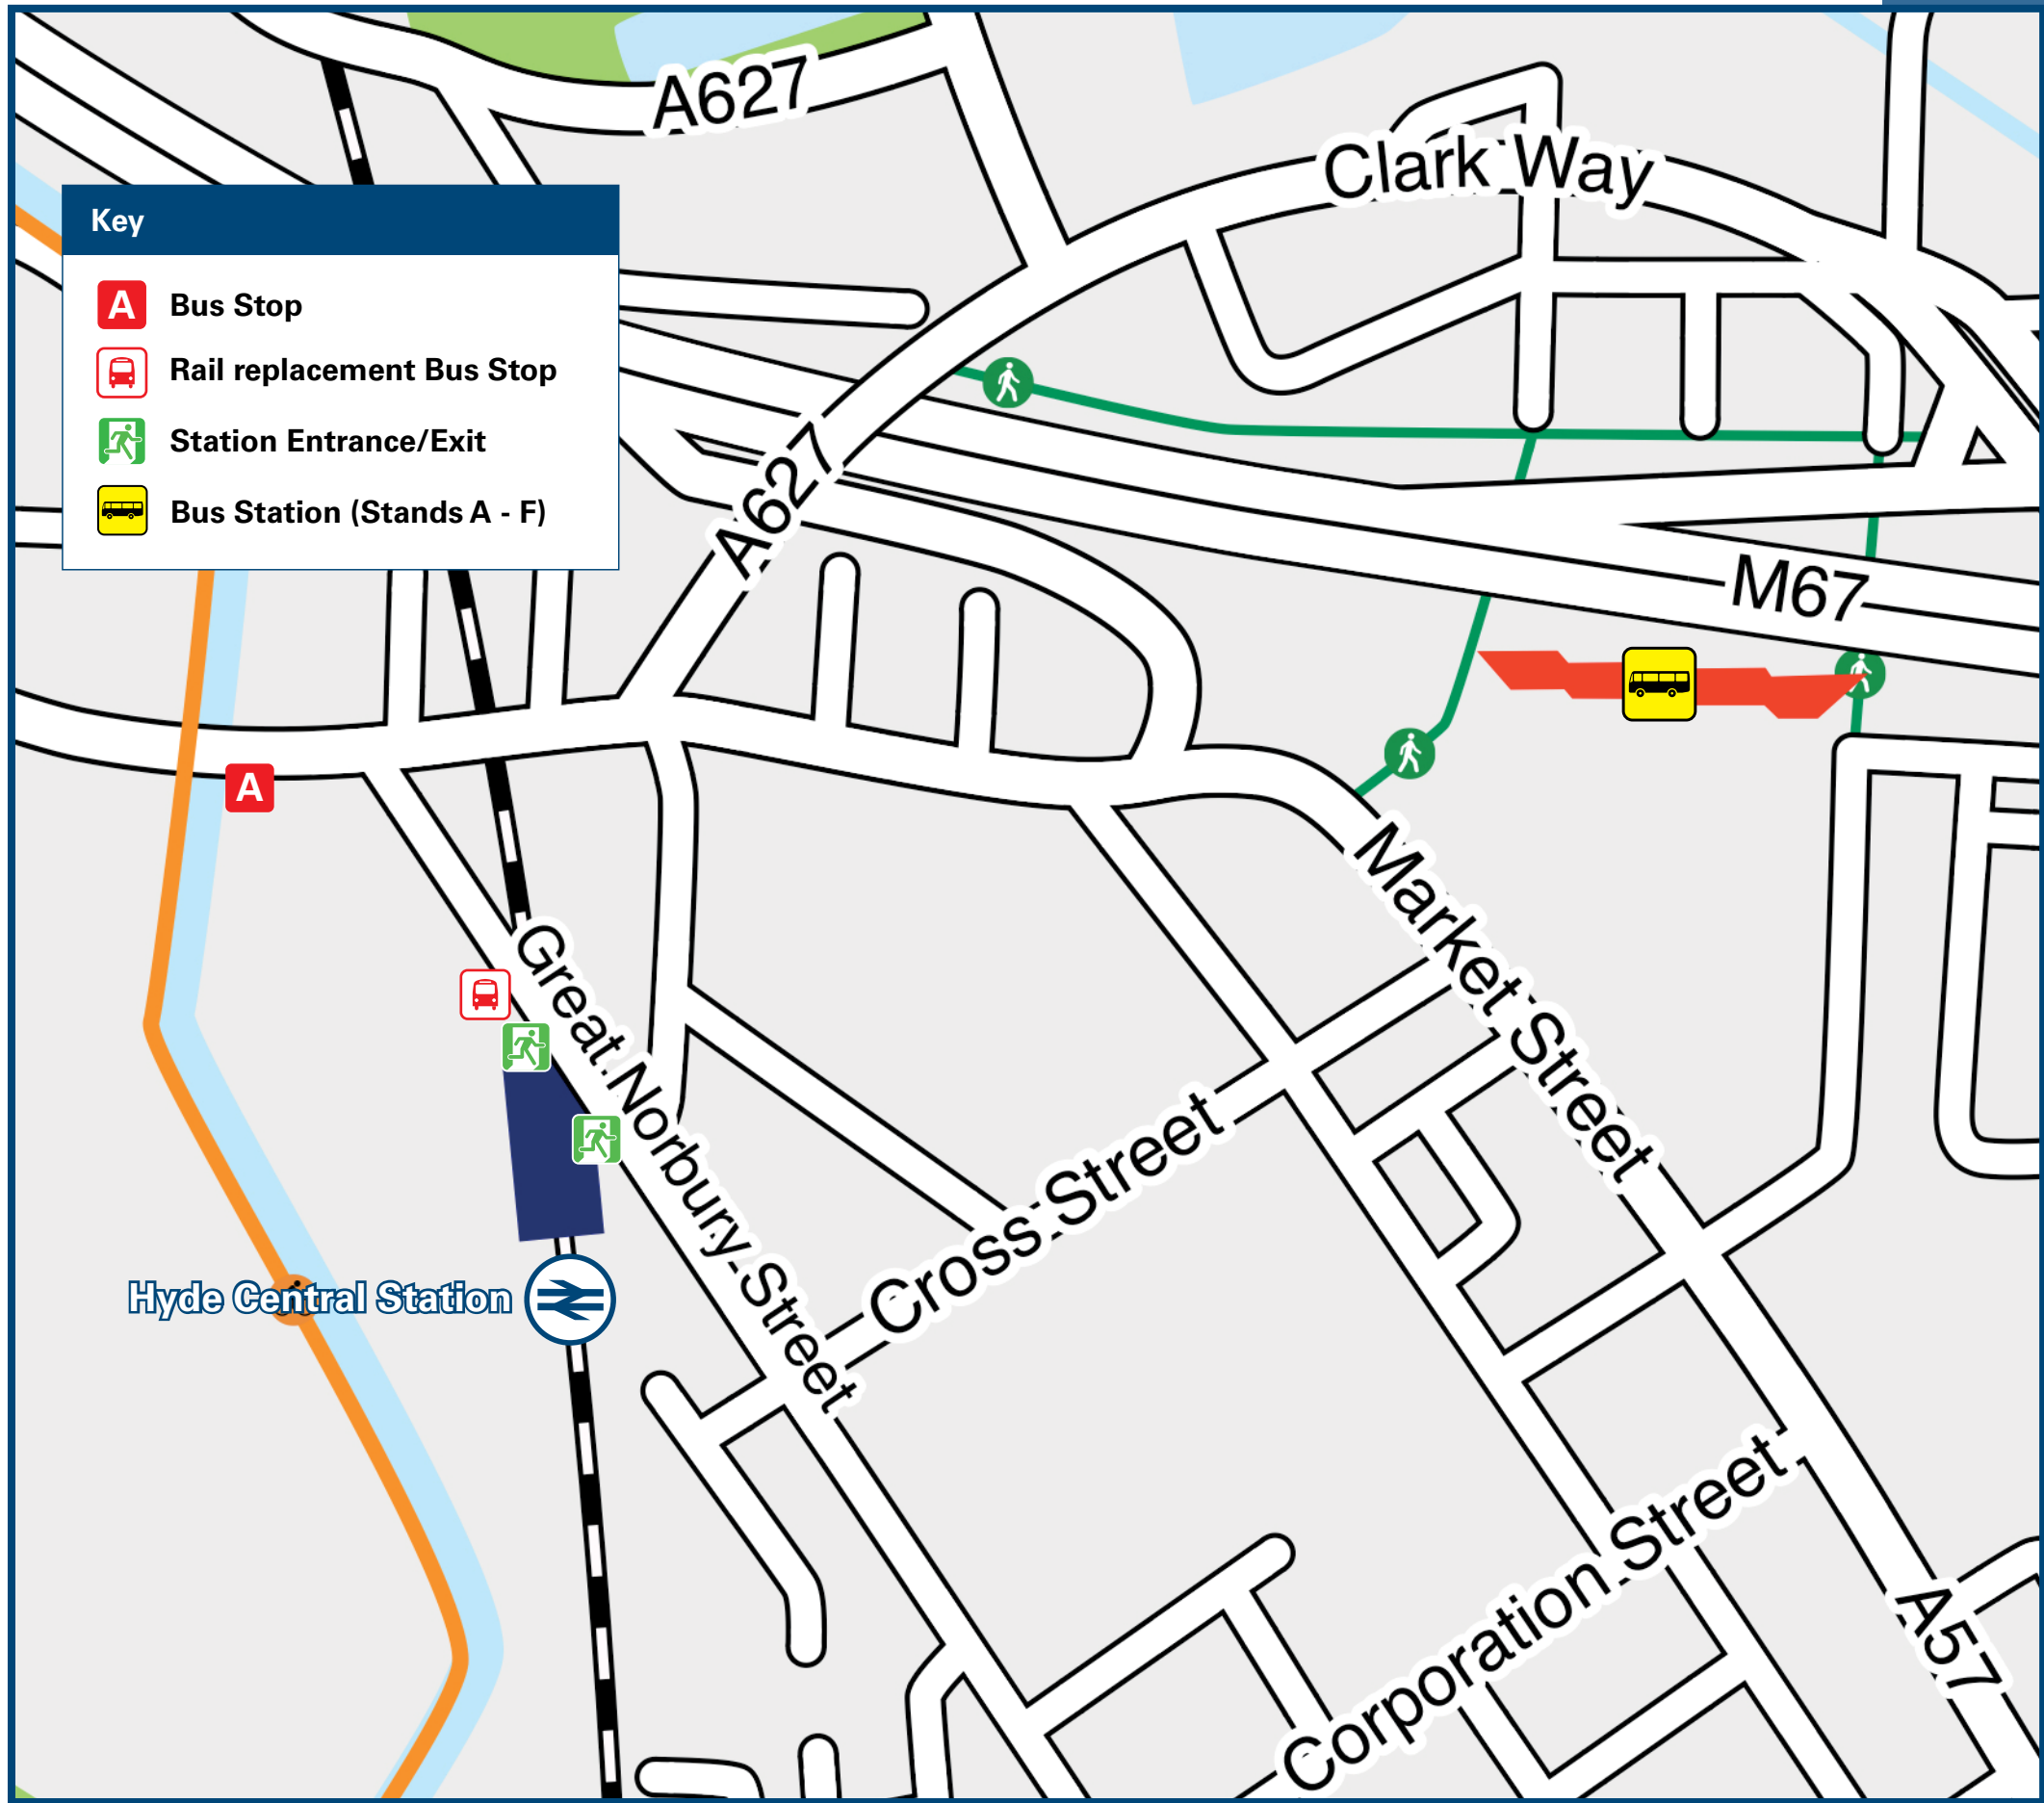 A627
Clark Way
Key
A Bus Stop
Rail replacement Bus Stop
Station Entrance/Exit
Bus Station (Stands A - F)
A627
M67
A
Market Street
Great Norbury Street
Cross Street
Hyde Central Station
Corporation Street
A57